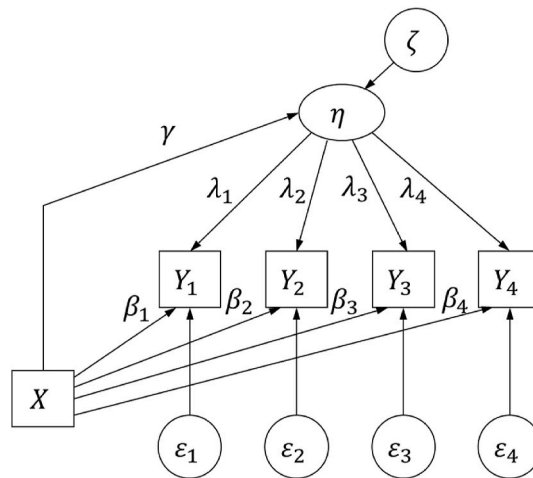 ζ
η
γ
λ₁ λ₂ λ₃ λ₄
Y₁ Y₂ Y₃ Y₄
β₁ β₂ β₃ β₄
X
ε₁ ε₂ ε₃ ε₄